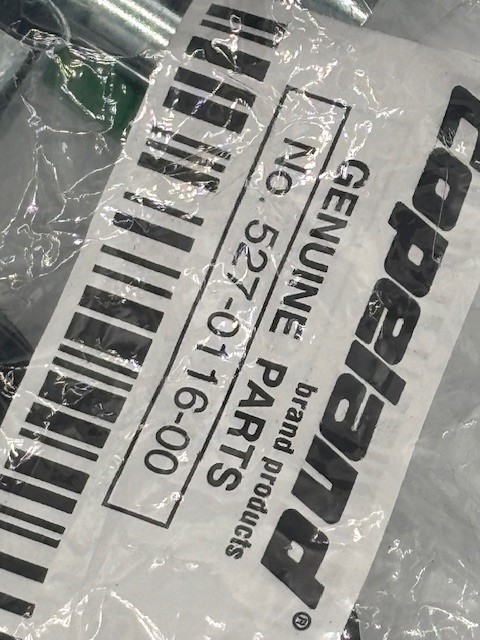 Copeland®
brand products
GENUINE PARTS
No. 527-0116-00